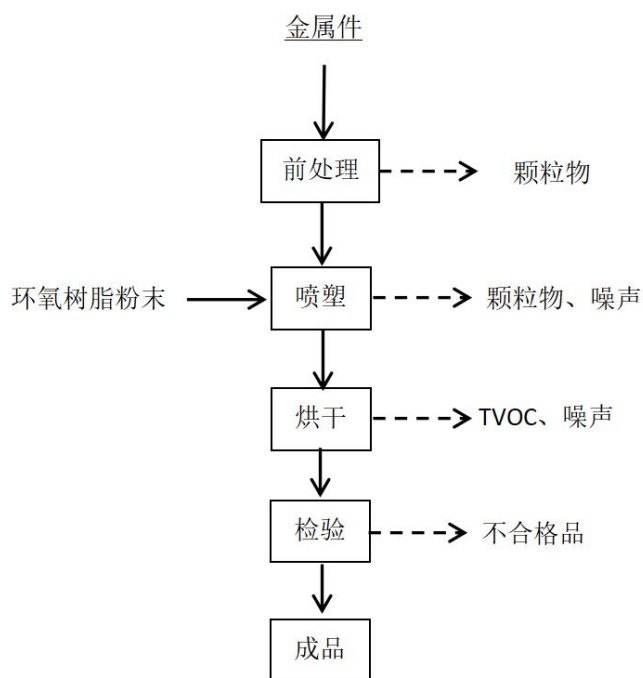 金属件
前处理
颗粒物
环氧树脂粉末
喷塑
颗粒物、噪声
烘干
TVOC、噪声
检验
不合格品
成品